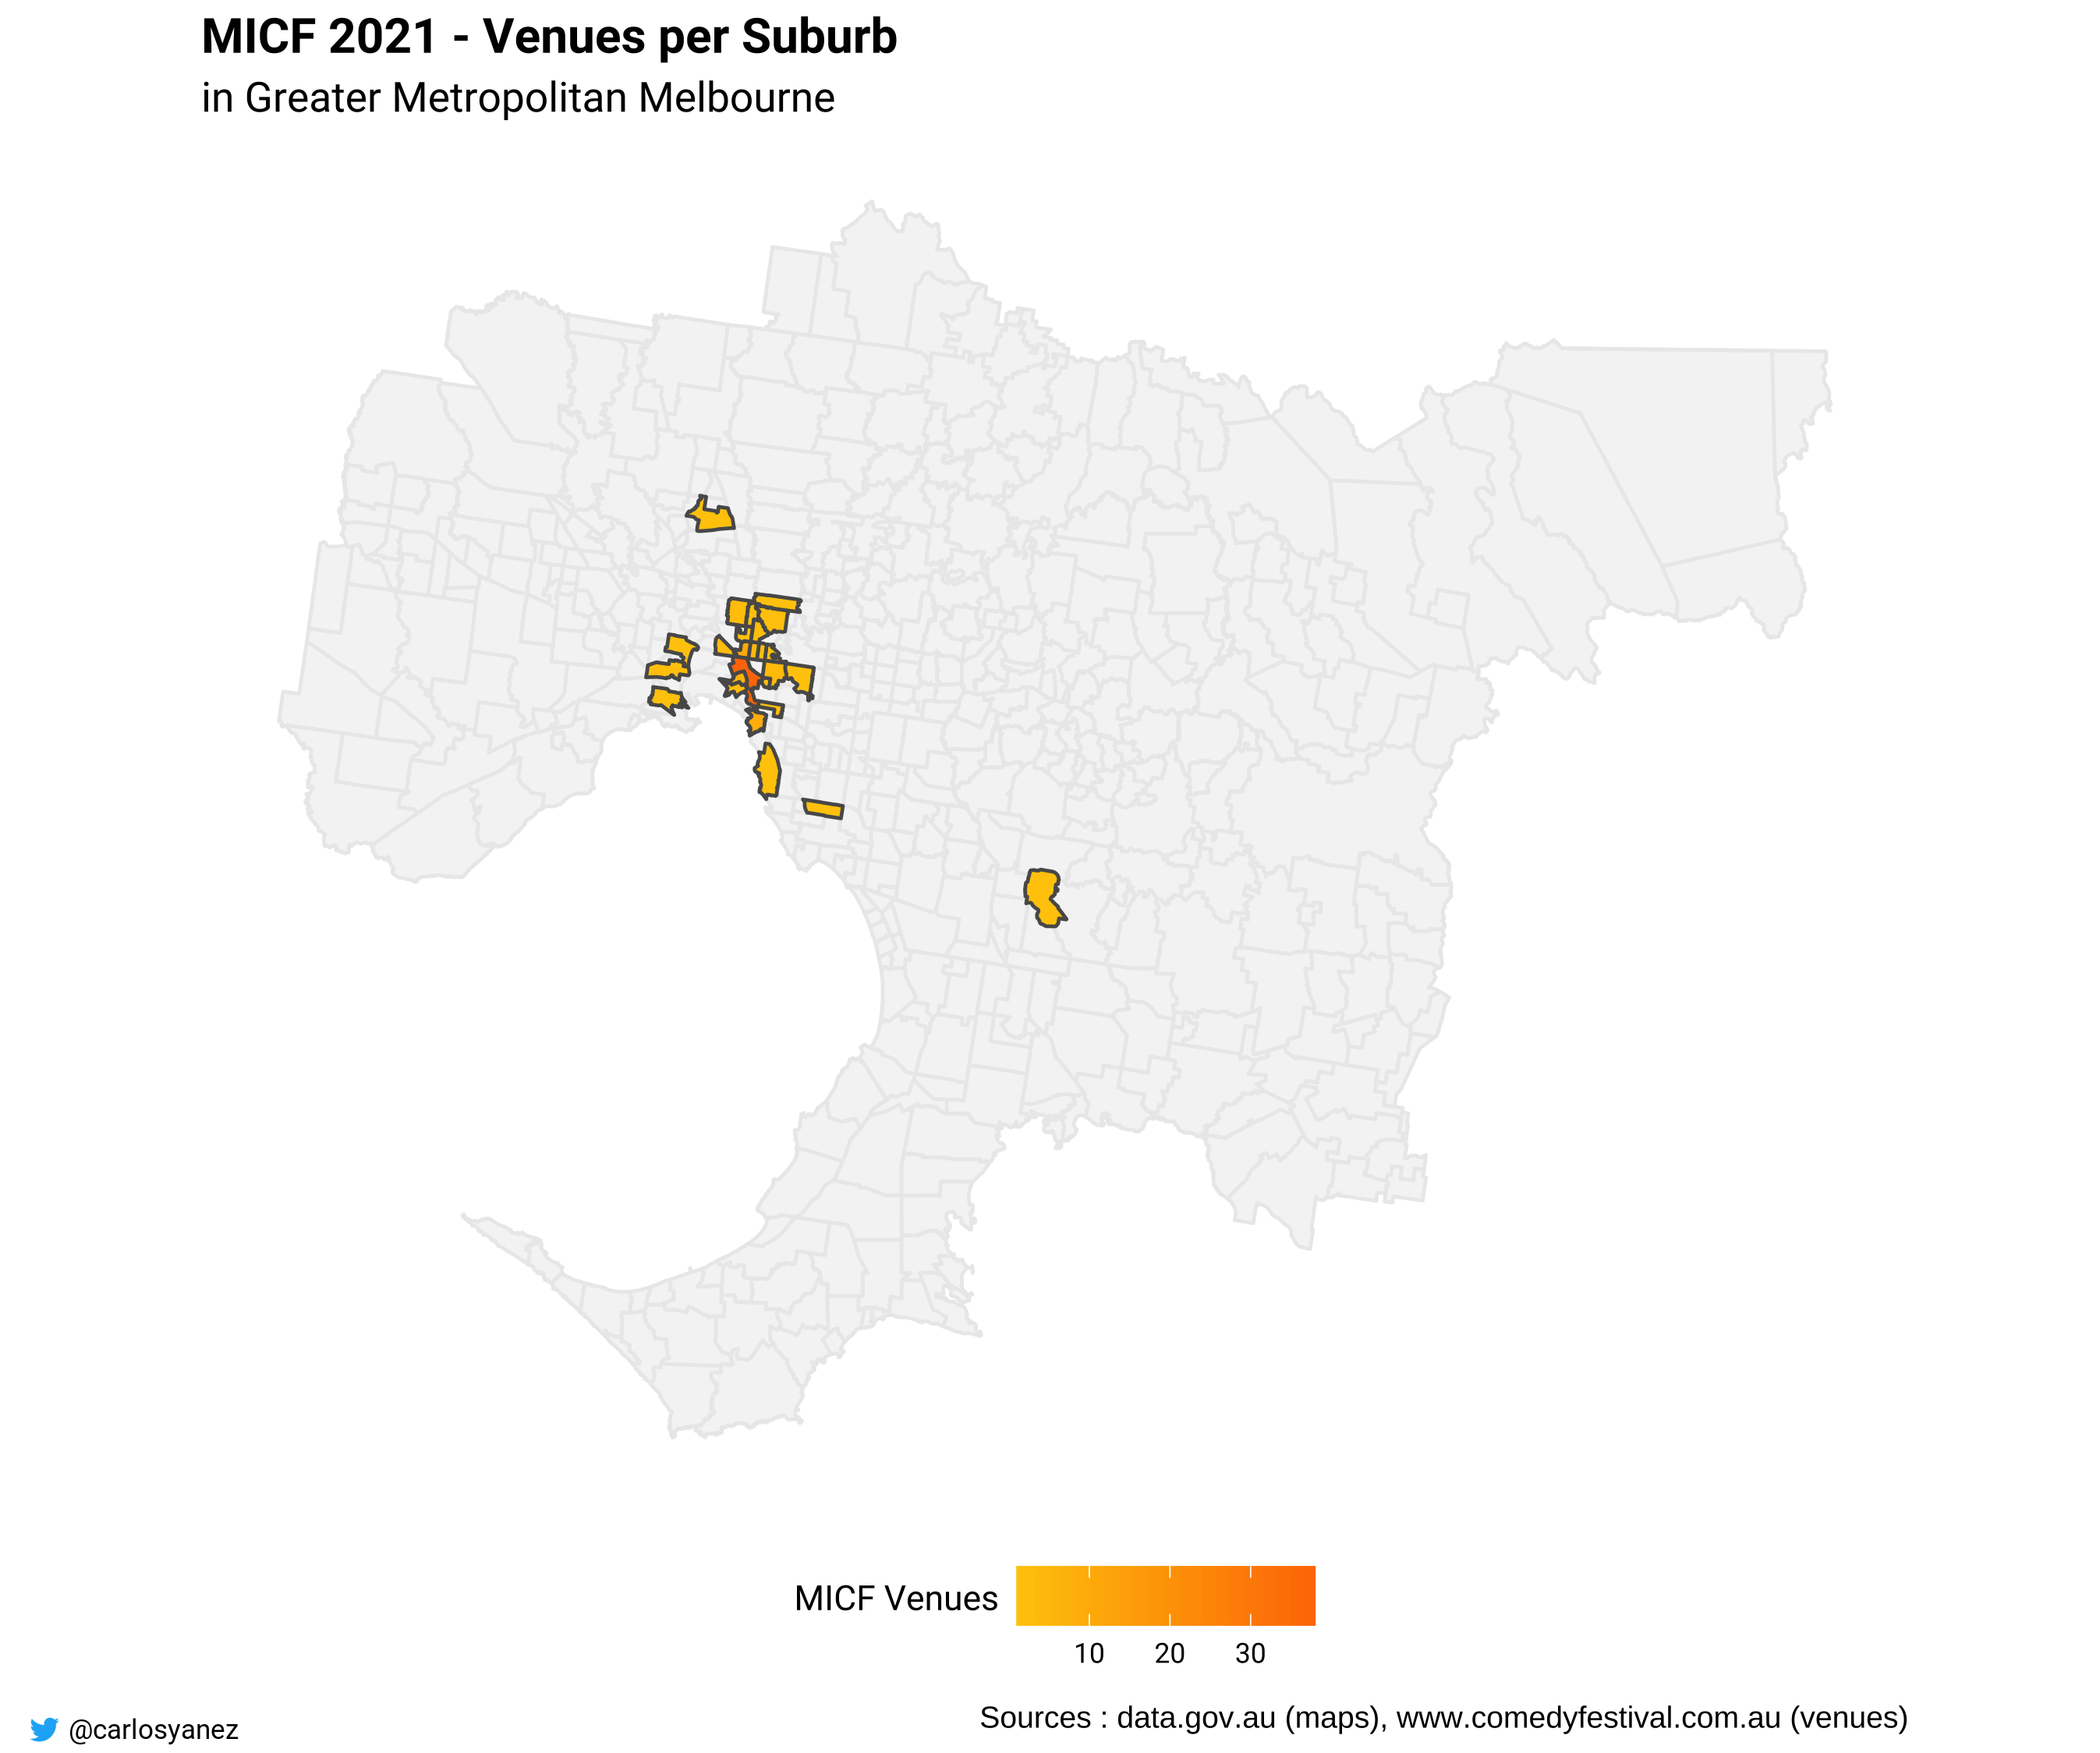 MICF 2021 - Venues per Suburb
in Greater Metropolitan Melbourne
MICF Venues
10 20 30
Sources : data.gov.au (maps), www.comedyfestival.com.au (venues)
@carlosyanez